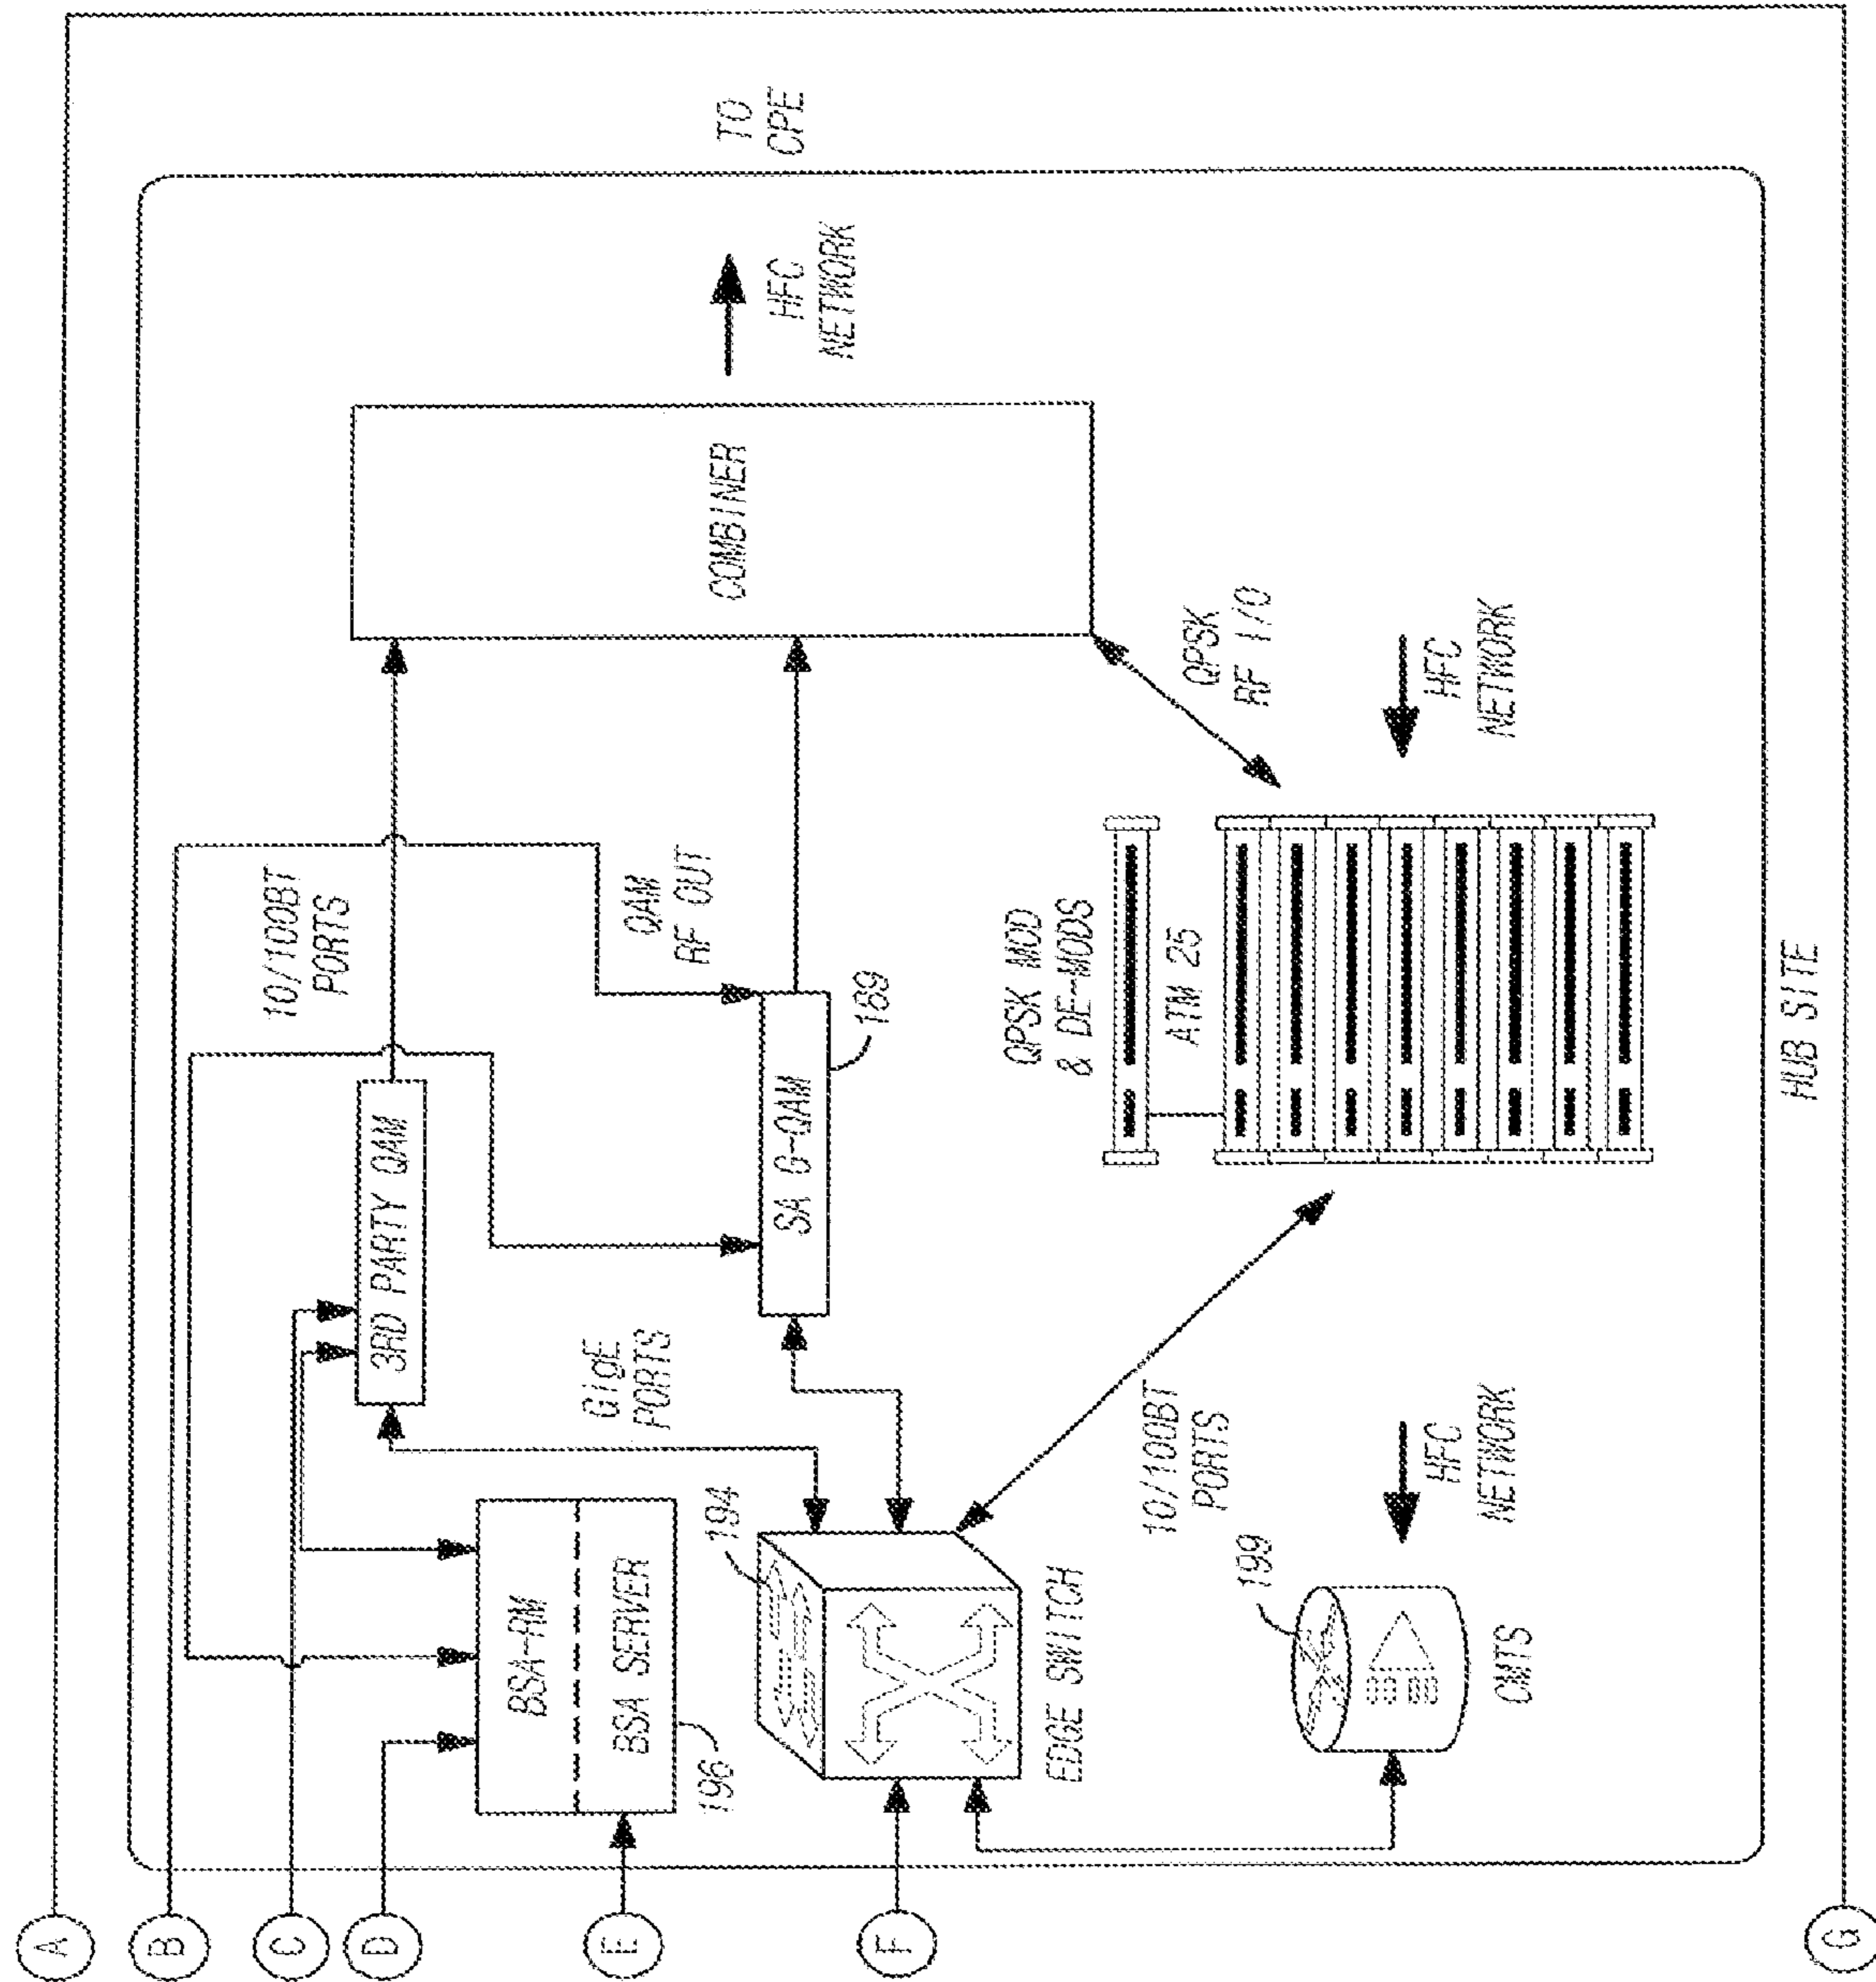 A
B
10/100BT
PORTS
C
3RD PARTY QAM
D
TO
CPE
BSA-RM
BSA SERVER
196
E
GigE
PORTS
QAM
RF OUT
COMBINER
HFC
NETWORK
194
SA G-QAM
189
F
EDGE SWITCH
QPSK MOD
& DE-MODS
ATM 25
10/100BT
PORTS
QPSK
RF I/O
199
CMTS
HFC
NETWORK
HFC
NETWORK
HUB SITE
G